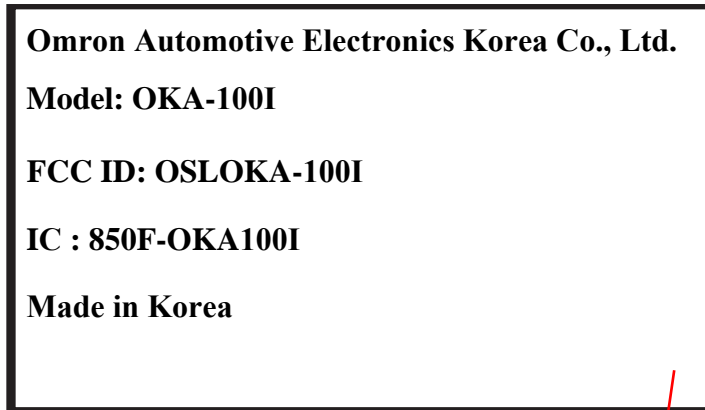 Omron Automotive Electronics Korea Co., Ltd.
Model: OKA-100I
FCC ID: OSLOKA-100I
IC : 850F-OKA100I
Made in Korea